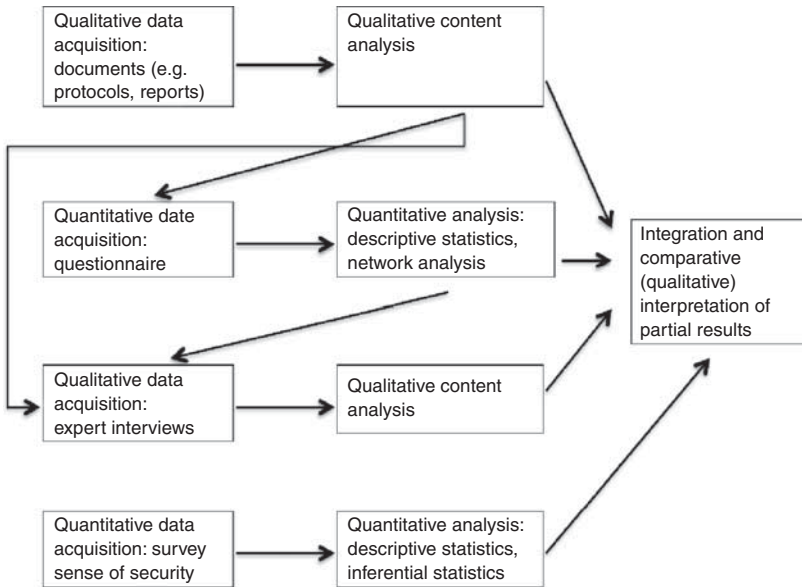 Qualitative data
acquisition:
documents (e.g.
protocols, reports)
Qualitative content
analysis
Quantitative date
acquisition:
questionnaire
Quantitative analysis:
descriptive statistics,
network analysis
Integration and
comparative
(qualitative)
interpretation of
partial results
Qualitative data
acquisition:
expert interviews
Qualitative content
analysis
Quantitative data
acquisition: survey
sense of security
Quantitative analysis:
descriptive statistics,
inferential statistics